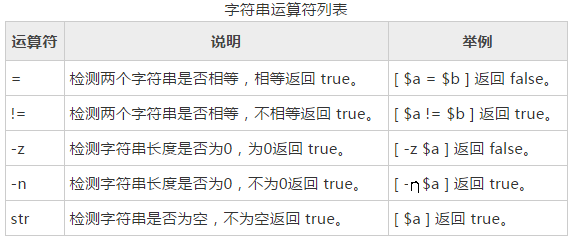 字符串运算符列表
运算符 说明 举例
= 检测两个字符串是否相等，相等返回 true。 [ $a = $b ] 返回 false。
!= 检测两个字符串是否相等，不相等返回 true。 [ $a != $b ] 返回 true。
-z 检测字符串长度是否为0，为0返回 true。 [ -z $a ] 返回 false。
-n 检测字符串长度是否为0，不为0返回 true。 [ -n $a ] 返回 true。
str 检测字符串是否为空，不为空返回 true。 [ $a ] 返回 true。